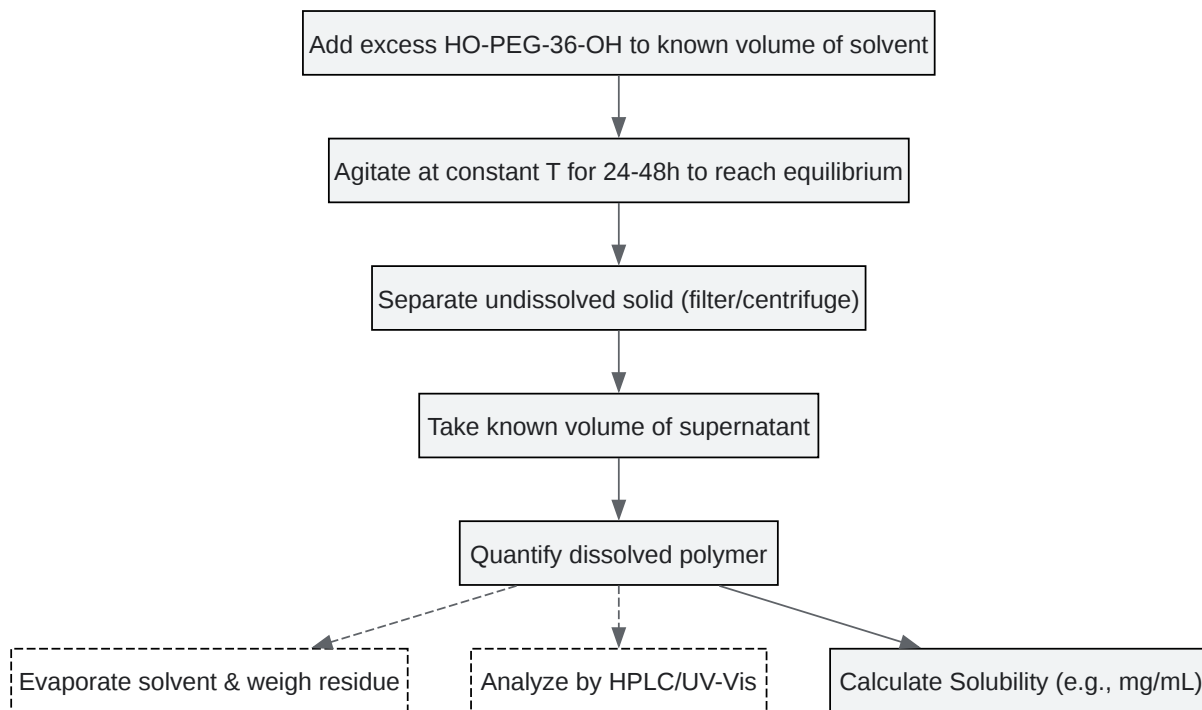 Add excess HO-PEG-36-OH to known volume of solvent
Agitate at constant T for 24-48h to reach equilibrium
Separate undissolved solid (filter/centrifuge)
Take known volume of supernatant
Quantify dissolved polymer
Evaporate solvent & weigh residue
Analyze by HPLC/UV-Vis
Calculate Solubility (e.g., mg/mL)